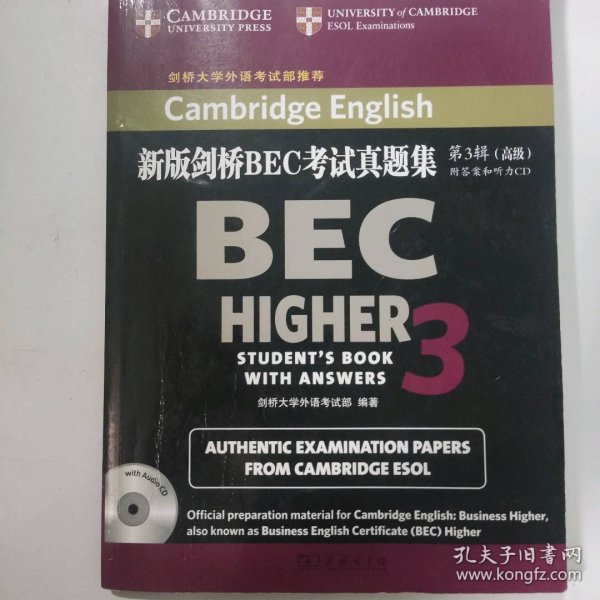 CAMBRIDGE
UNIVERSITY PRESS
UNIVERSITY of CAMBRIDGE
ESOL Examinations
剑桥大学外语考试部推荐
Cambridge English
新版剑桥BEC考试真题集 第3辑（高级）
附答案和听力CD
BEC
HIGHER 3
STUDENT'S BOOK
WITH ANSWERS
剑桥大学外语考试部 编著
AUTHENTIC EXAMINATION PAPERS
FROM CAMBRIDGE ESOL
with Audio CD
Official preparation material for Cambridge English: Business Higher,
also known as Business English Certificate (BEC) Higher
商务印书馆
孔夫子旧书网
www.kongfz.com